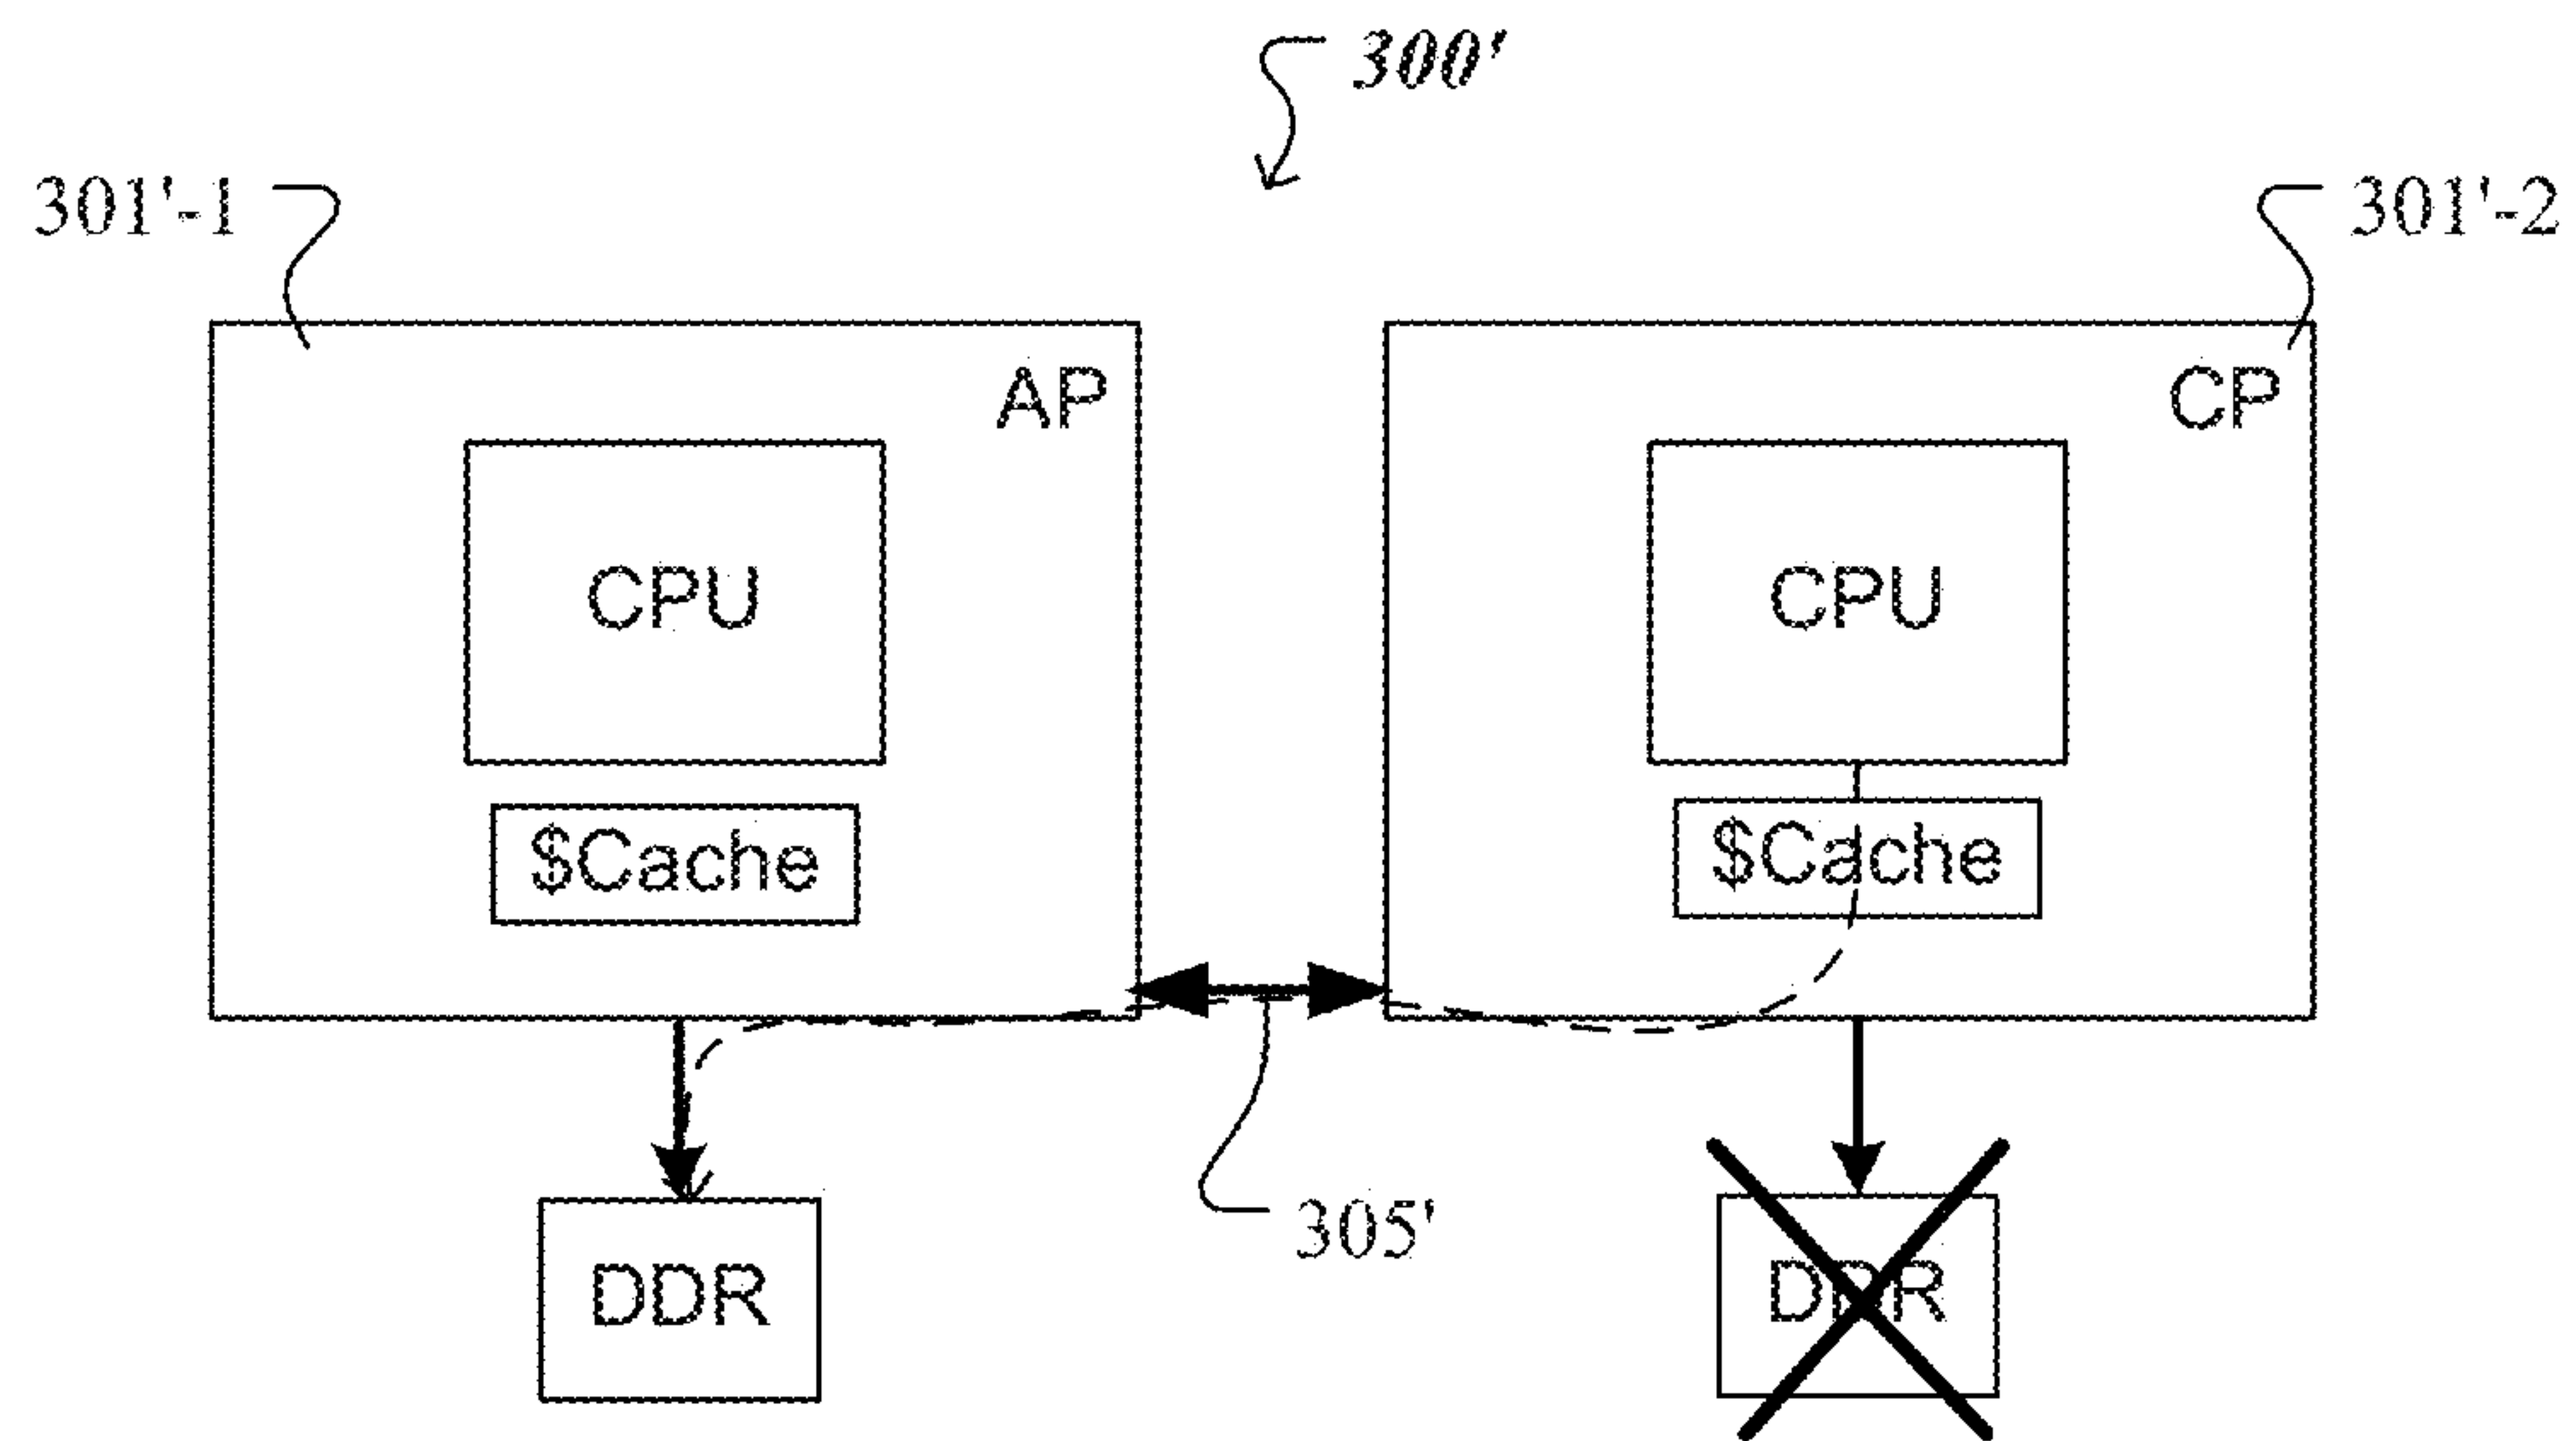 300'
301'-1
301'-2
AP
CP
CPU
CPU
$Cache
$Cache
305'
DDR
DDR